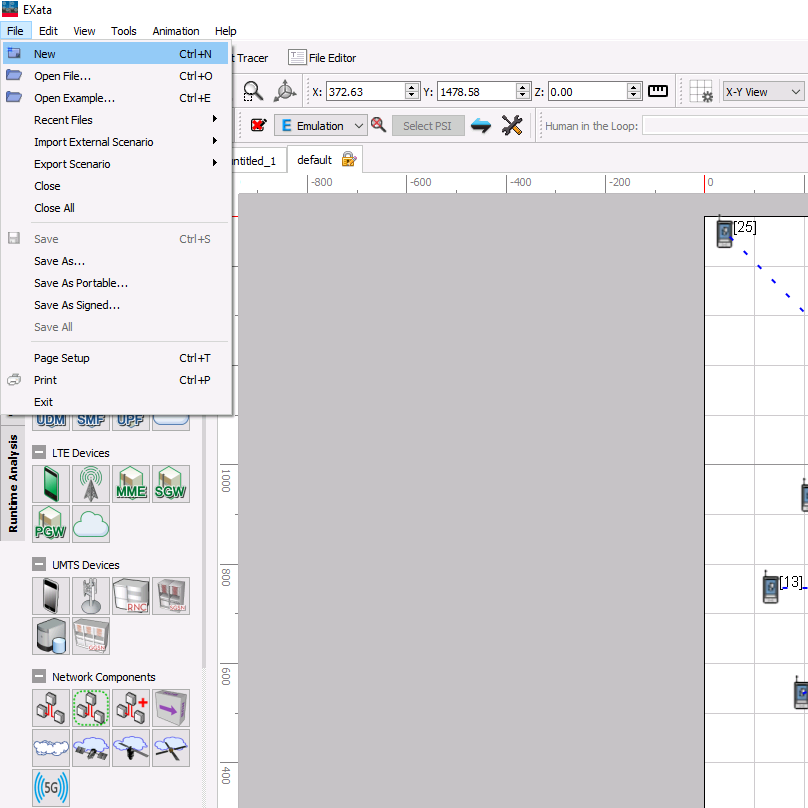 EXata
File Edit View Tools Animation Help
New Ctrl+N
Open File... Ctrl+O
Open Example... Ctrl+E
Recent Files
Import External Scenario
Export Scenario
Close
Close All
Save Ctrl+S
Save As...
Save As Portable...
Save As Signed...
Save All
Page Setup Ctrl+T
Print Ctrl+P
Exit
t Tracer File Editor
X: 372.63 Y: 1478.58 Z: 0.00 X-Y View
E Emulation Select PSI Human in the Loop:
ntitled_1 default
-800 -600 -400 -200 0
[25]
UDM SMF UPF
Runtime Analysis
LTE Devices
MME SGW
PGW
UMTS Devices
RNC
Network Components
5G
1000
800
600
400
[13]